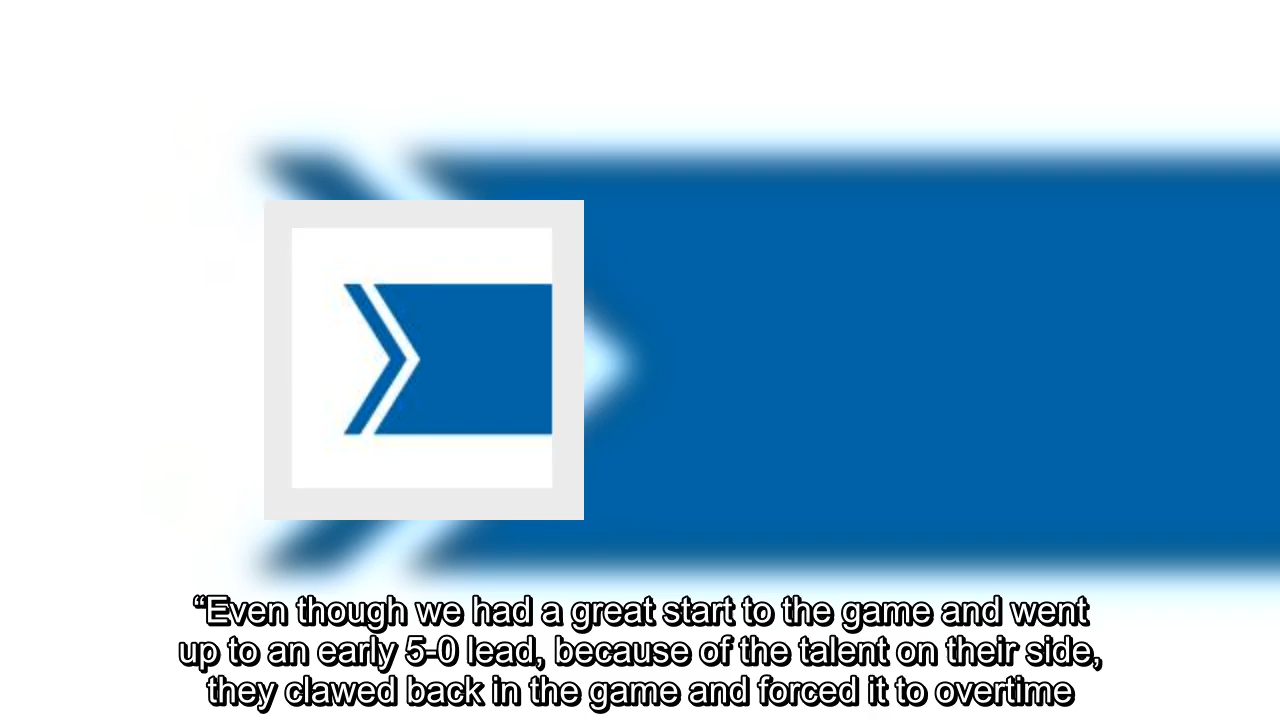 “Even though we had a great start to the game and went
up to an early 5-0 lead, because of the talent on their side,
they clawed back in the game and forced it to overtime